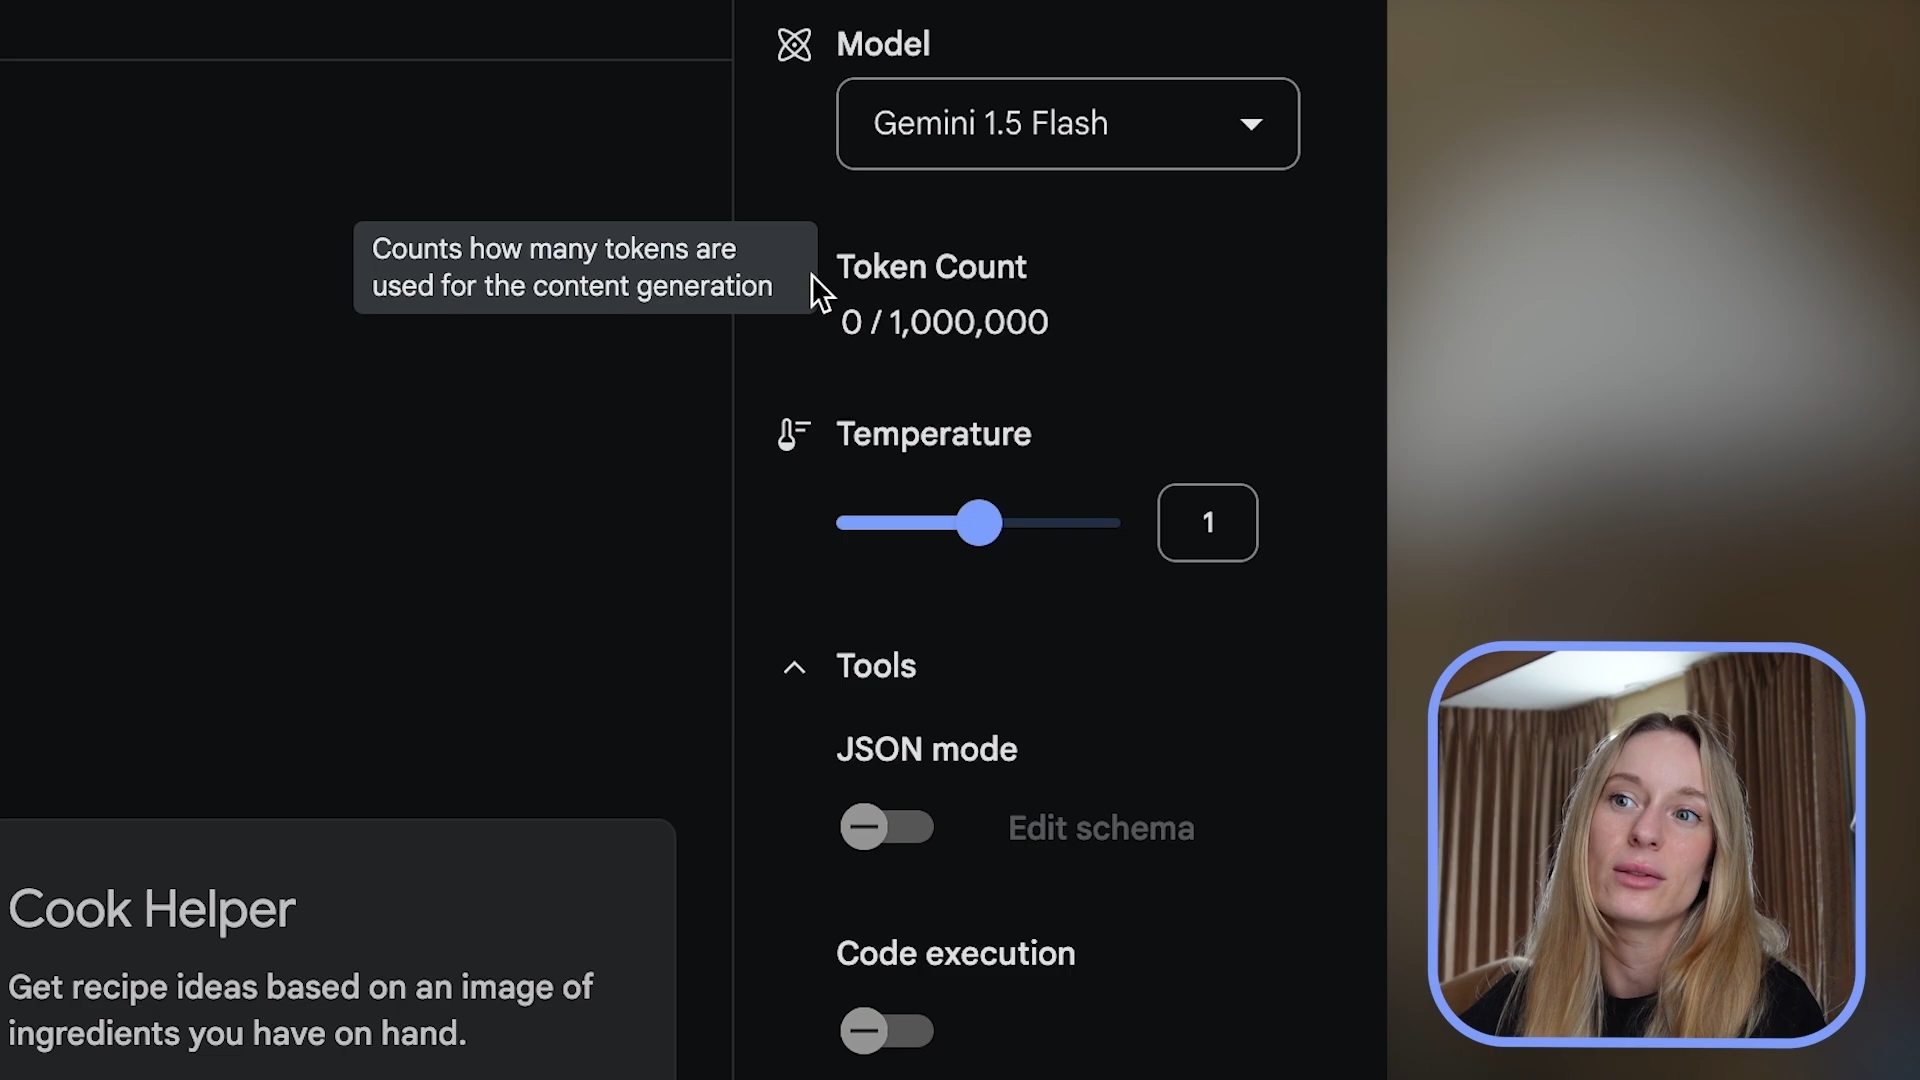 Model
Gemini 1.5 Flash
Counts how many tokens are
used for the content generation
Token Count
0 / 1,000,000
Temperature
1
Tools
JSON mode
Edit schema
Code execution
Cook Helper
Get recipe ideas based on an image of
ingredients you have on hand.